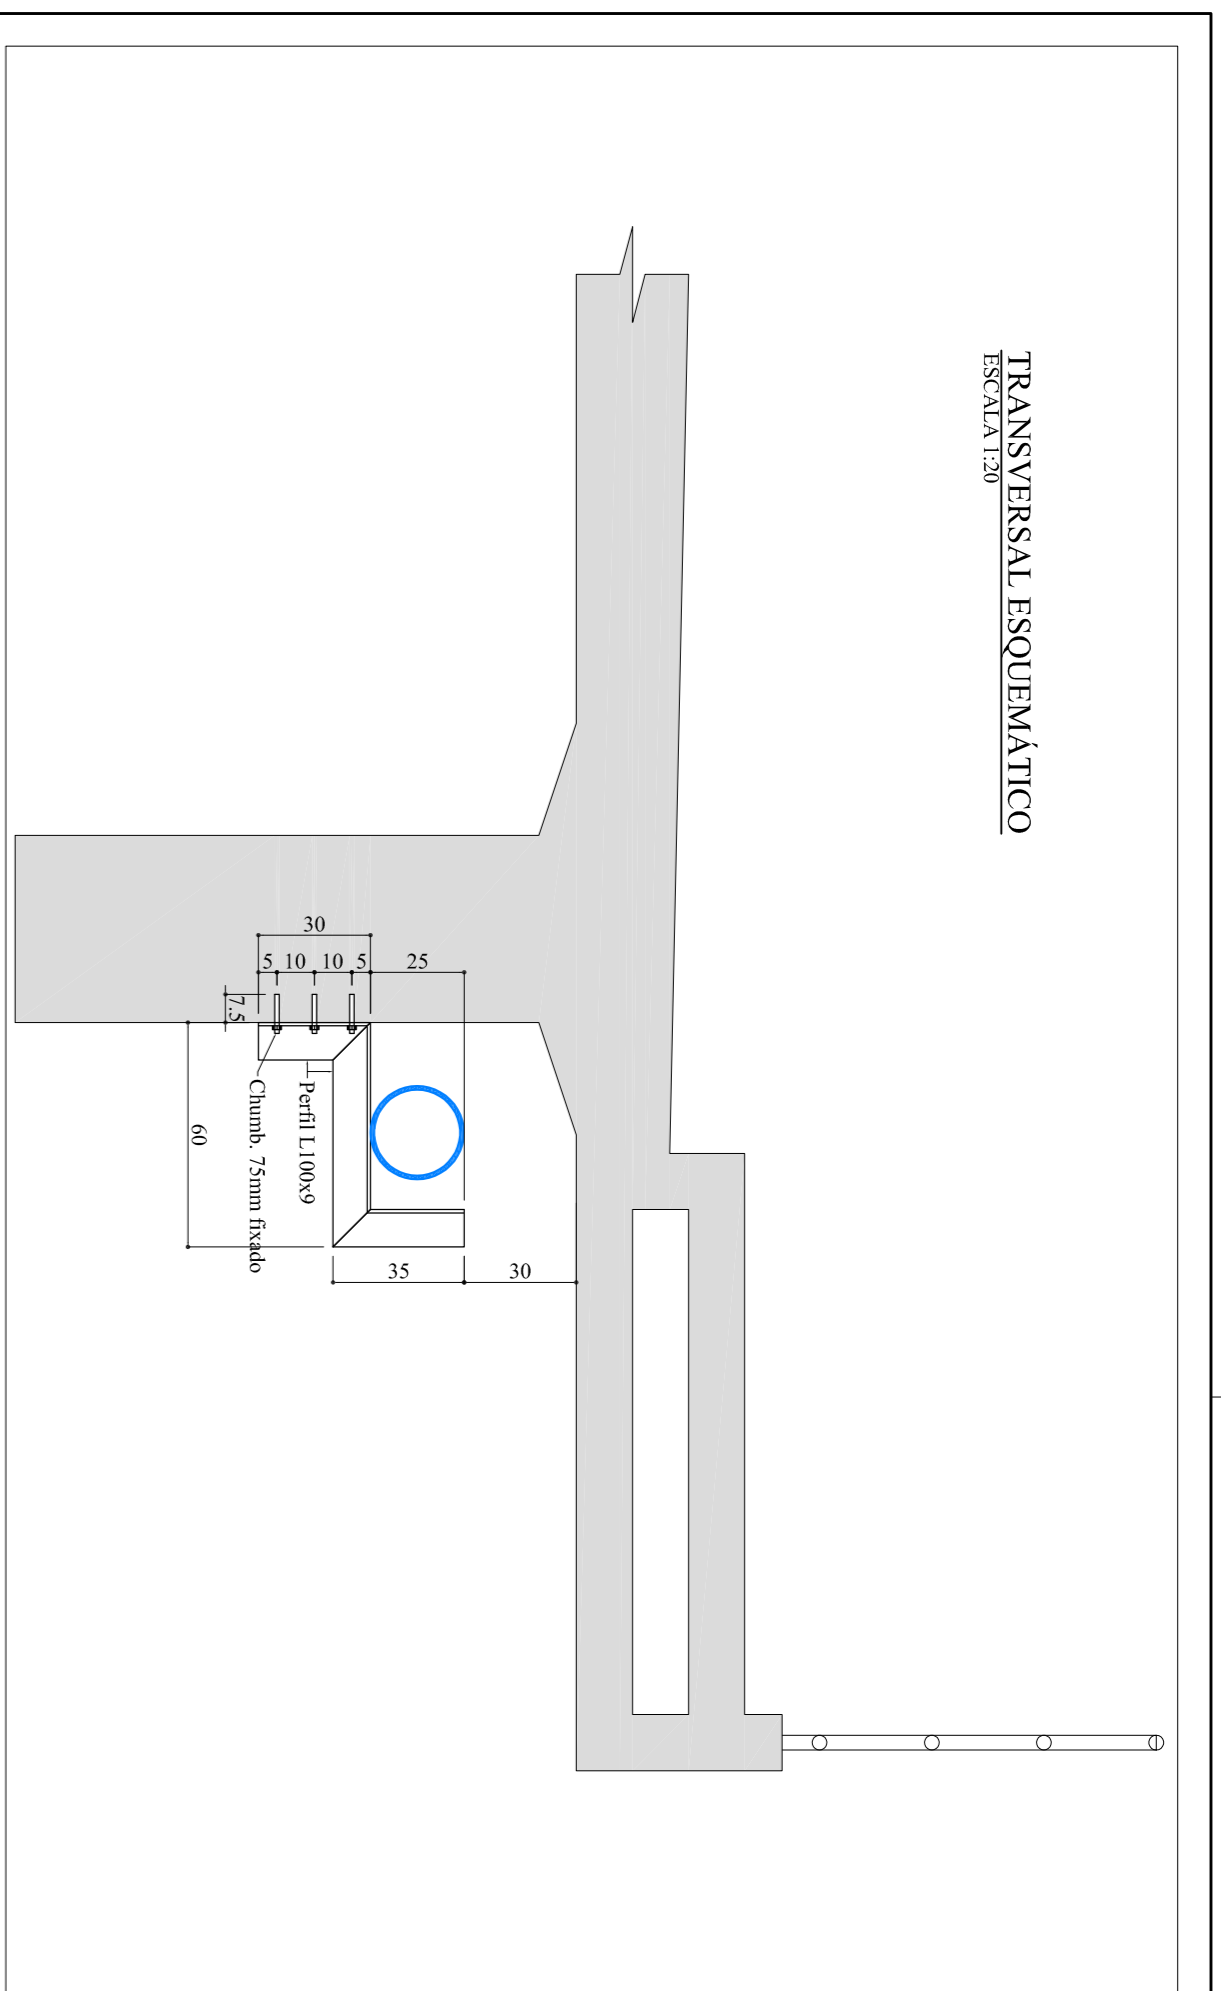 TRANSVERSAL ESQUEMÁTICO
ESCALA 1:20
30
5 10 10 5 25
7.5
Perfil L100x9
Chumb. 75mm fixado
60
35 30